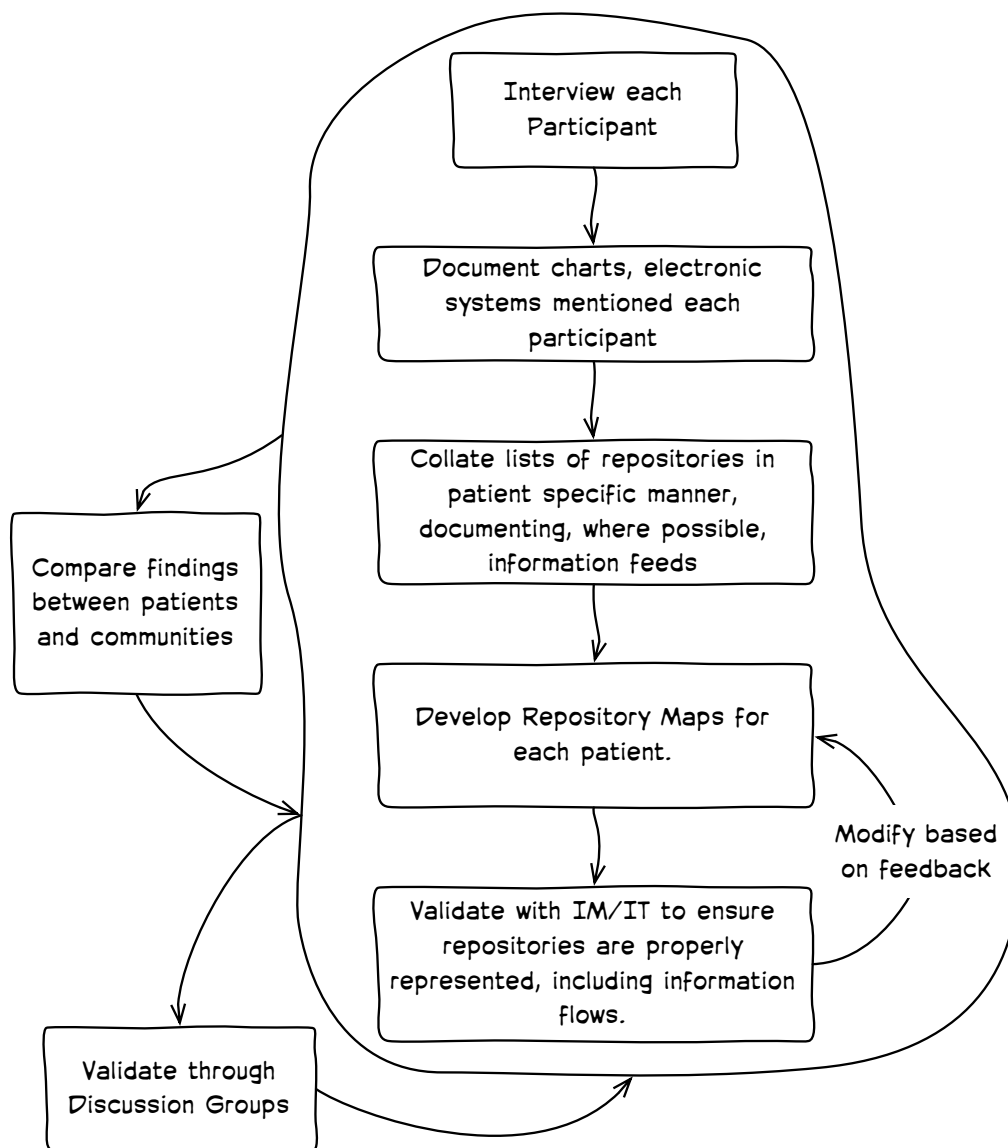 Interview each
Participant
Document charts, electronic
systems mentioned each
participant
Collate lists of repositories in
patient specific manner,
documenting, where possible,
information feeds
Compare findings
between patients
and communities
Develop Repository Maps for
each patient.
Modify based
on feedback
Validate with IM/IT to ensure
repositories are properly
represented, including information
flows.
Validate through
Discussion Groups